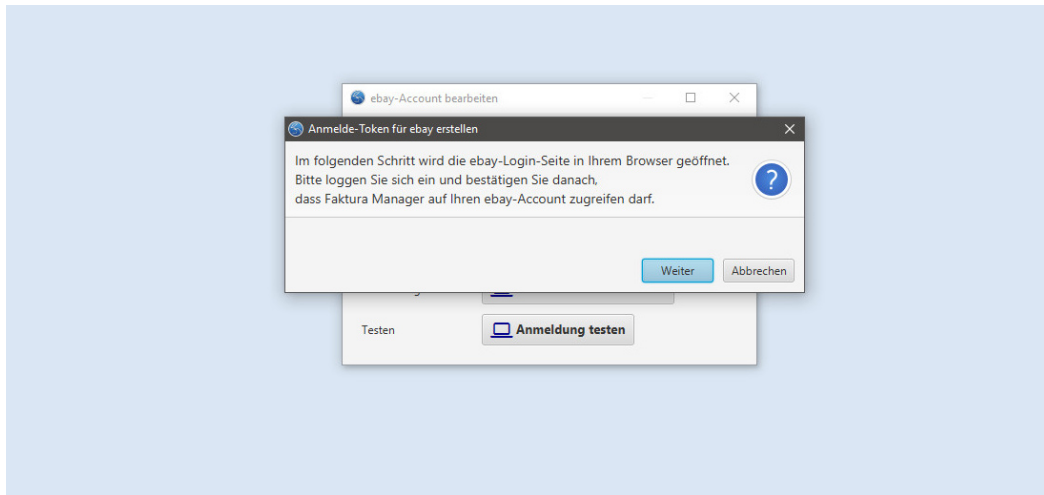 ebay-Account bearbeiten
Anmelde-Token für ebay erstellen
Im folgenden Schritt wird die ebay-Login-Seite in Ihrem Browser geöffnet.
Bitte loggen Sie sich ein und bestätigen Sie danach,
dass Faktura Manager auf Ihren ebay-Account zugreifen darf.
Weiter Abbrechen
Testen Anmeldung testen